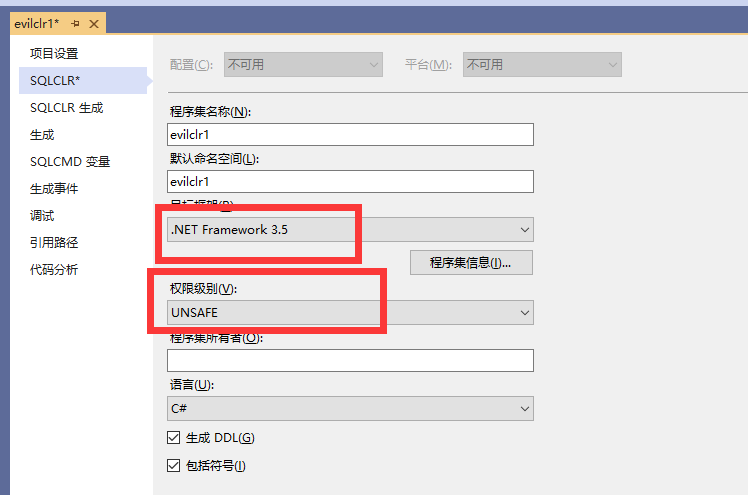 evilclr1*
项目设置
SQLCLR*
SQLCLR 生成
生成
SQLCMD 变量
生成事件
调试
引用路径
代码分析
配置(C): 不可用 平台(M): 不可用
程序集名称(N):
evilclr1
默认命名空间(L):
evilclr1
.NET Framework 3.5
程序集信息(I)...
权限级别(V):
UNSAFE
程序集所有者(O):
语言(U):
C#
生成 DDL(G)
包括符号(I)